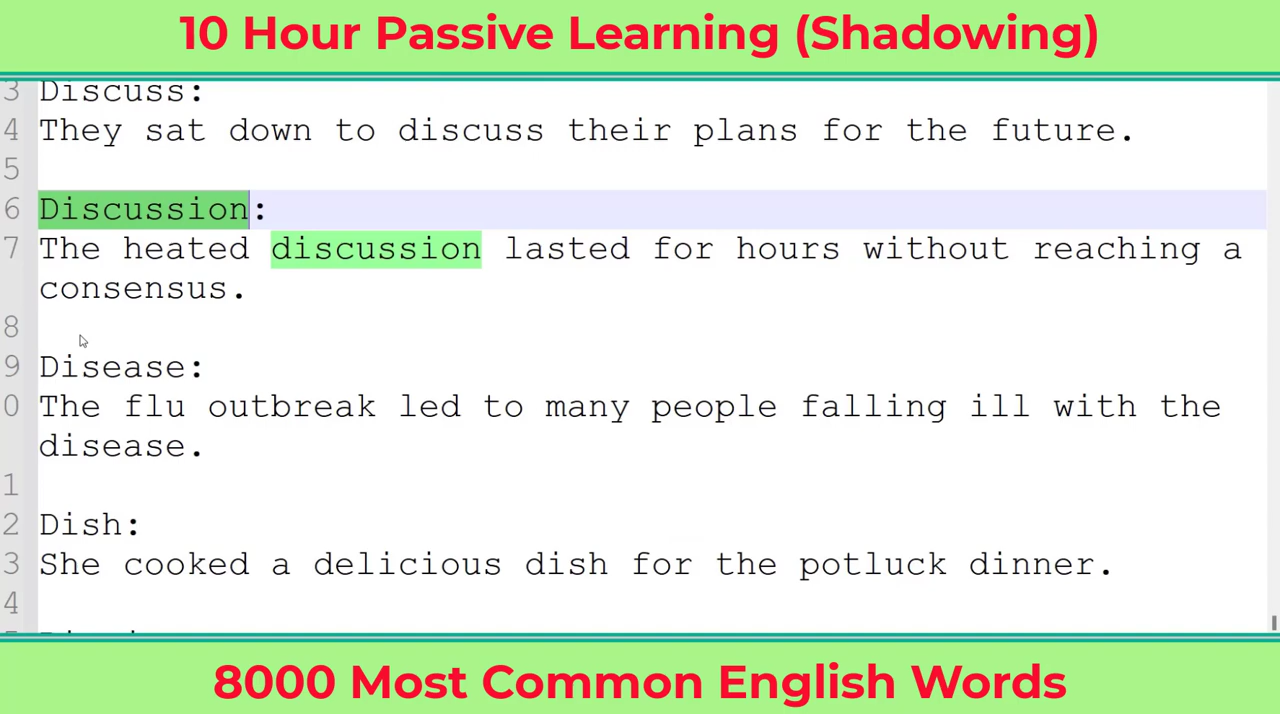 10 Hour Passive Learning (Shadowing)
3 Discuss:
4 They sat down to discuss their plans for the future.
5
6 Discussion:
7 The heated discussion lasted for hours without reaching a
consensus.
8
9 Disease:
0 The flu outbreak led to many people falling ill with the
disease.
1
2 Dish:
3 She cooked a delicious dish for the potluck dinner.
4
8000 Most Common English Words